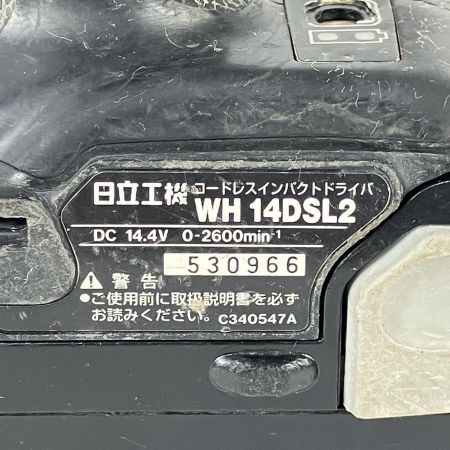 日立工機 コードレスインパクトドライバ
WH 14DSL2
DC 14.4V 0-2600min⁻¹
530966
⚠警告
●ご使用前に取扱説明書を必ず
お読みください。 C340547A